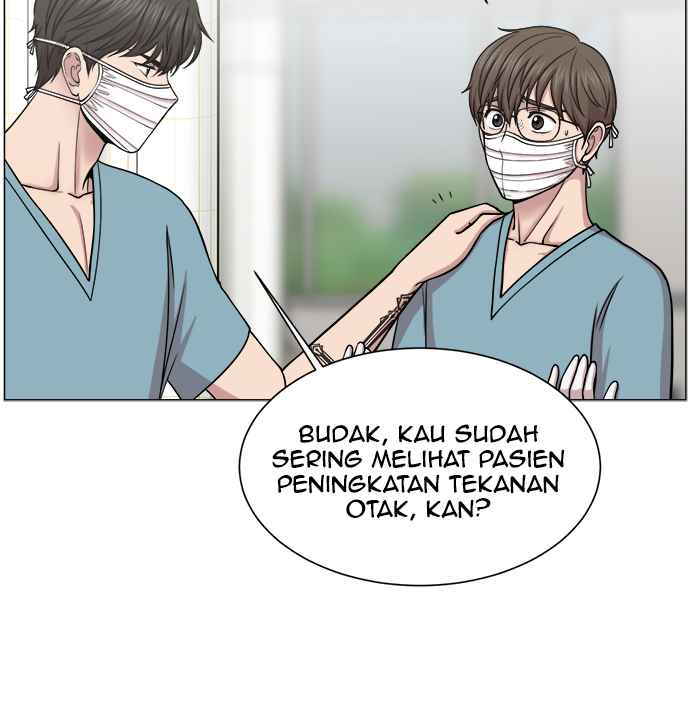 BUDAK, KAU SUDAH
SERING MELIHAT PASIEN
PENINGKATAN TEKANAN
OTAK, KAN?